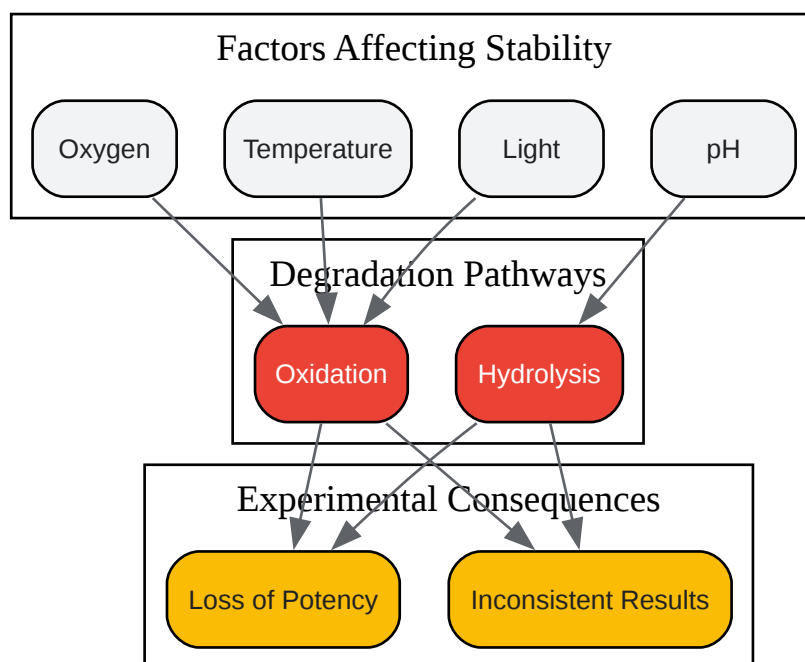 Factors Affecting Stability
Oxygen
Temperature
Light
pH
Degradation Pathways
Oxidation
Hydrolysis
Experimental Consequences
Loss of Potency
Inconsistent Results